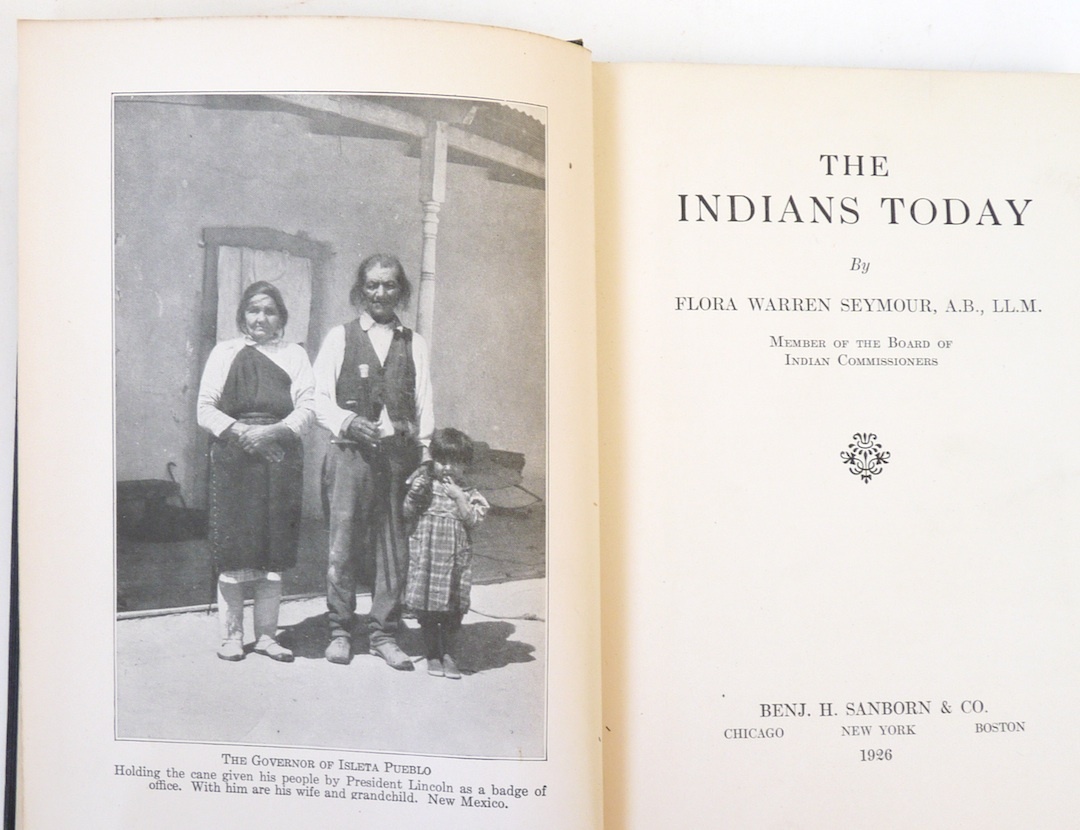 The Governor of Isleta Pueblo
Holding the cane given his people by President Lincoln as a badge of
office. With him are his wife and grandchild. New Mexico.
THE
INDIANS TODAY
By
FLORA WARREN SEYMOUR, A.B., LL.M.
Member of the Board of
Indian Commissioners
BENJ. H. SANBORN & CO.
CHICAGO NEW YORK BOSTON
1926